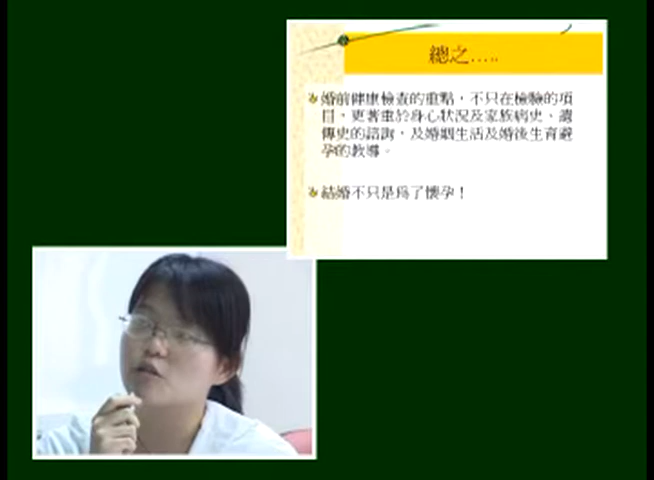 總之…..
婚前健康檢查的重點，不只在檢驗的項
目，更著重於身心狀況及家族病史、遺
傳史的諮詢，及婚姻生活及婚後生育避
孕的教導。
結婚不只是為了懷孕！